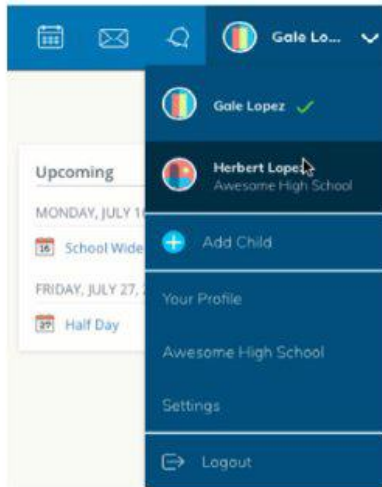 Gale Lo...
Gale Lopez
Upcoming
Herbert Lopez
Awesome High School
MONDAY, JULY 1
16 School Wide
Add Child
FRIDAY, JULY 27,
27 Half Day
Your Profile
Awesome High School
Settings
Logout